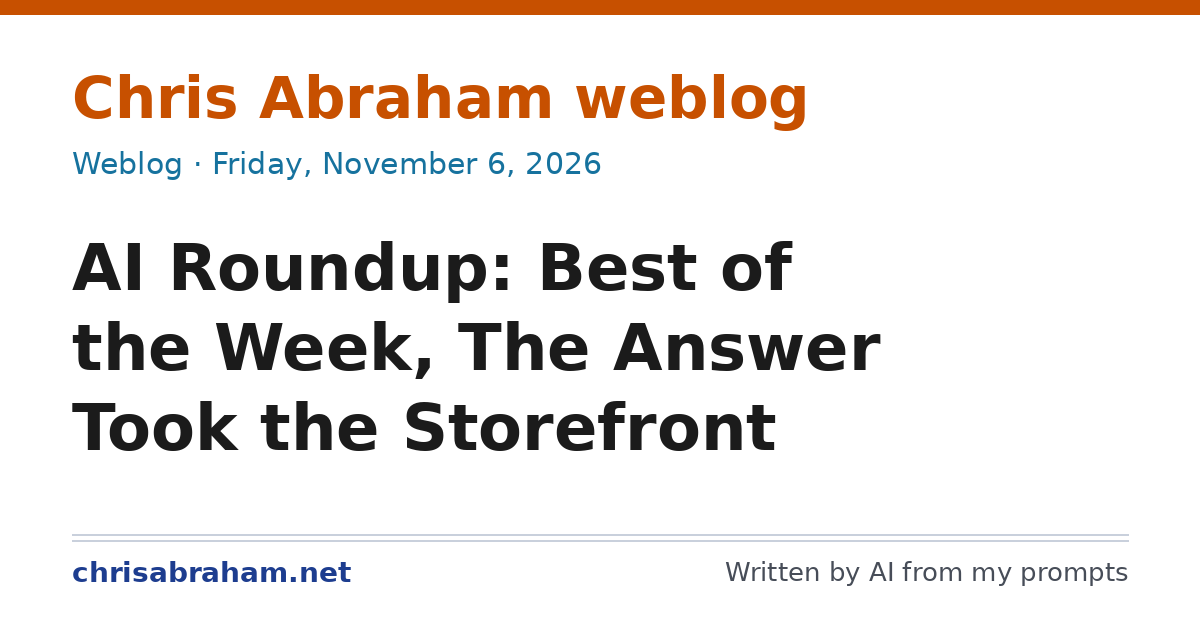 Chris Abraham weblog
Weblog · Friday, November 6, 2026
AI Roundup: Best of
the Week, The Answer
Took the Storefront
chrisabraham.net
Written by AI from my prompts